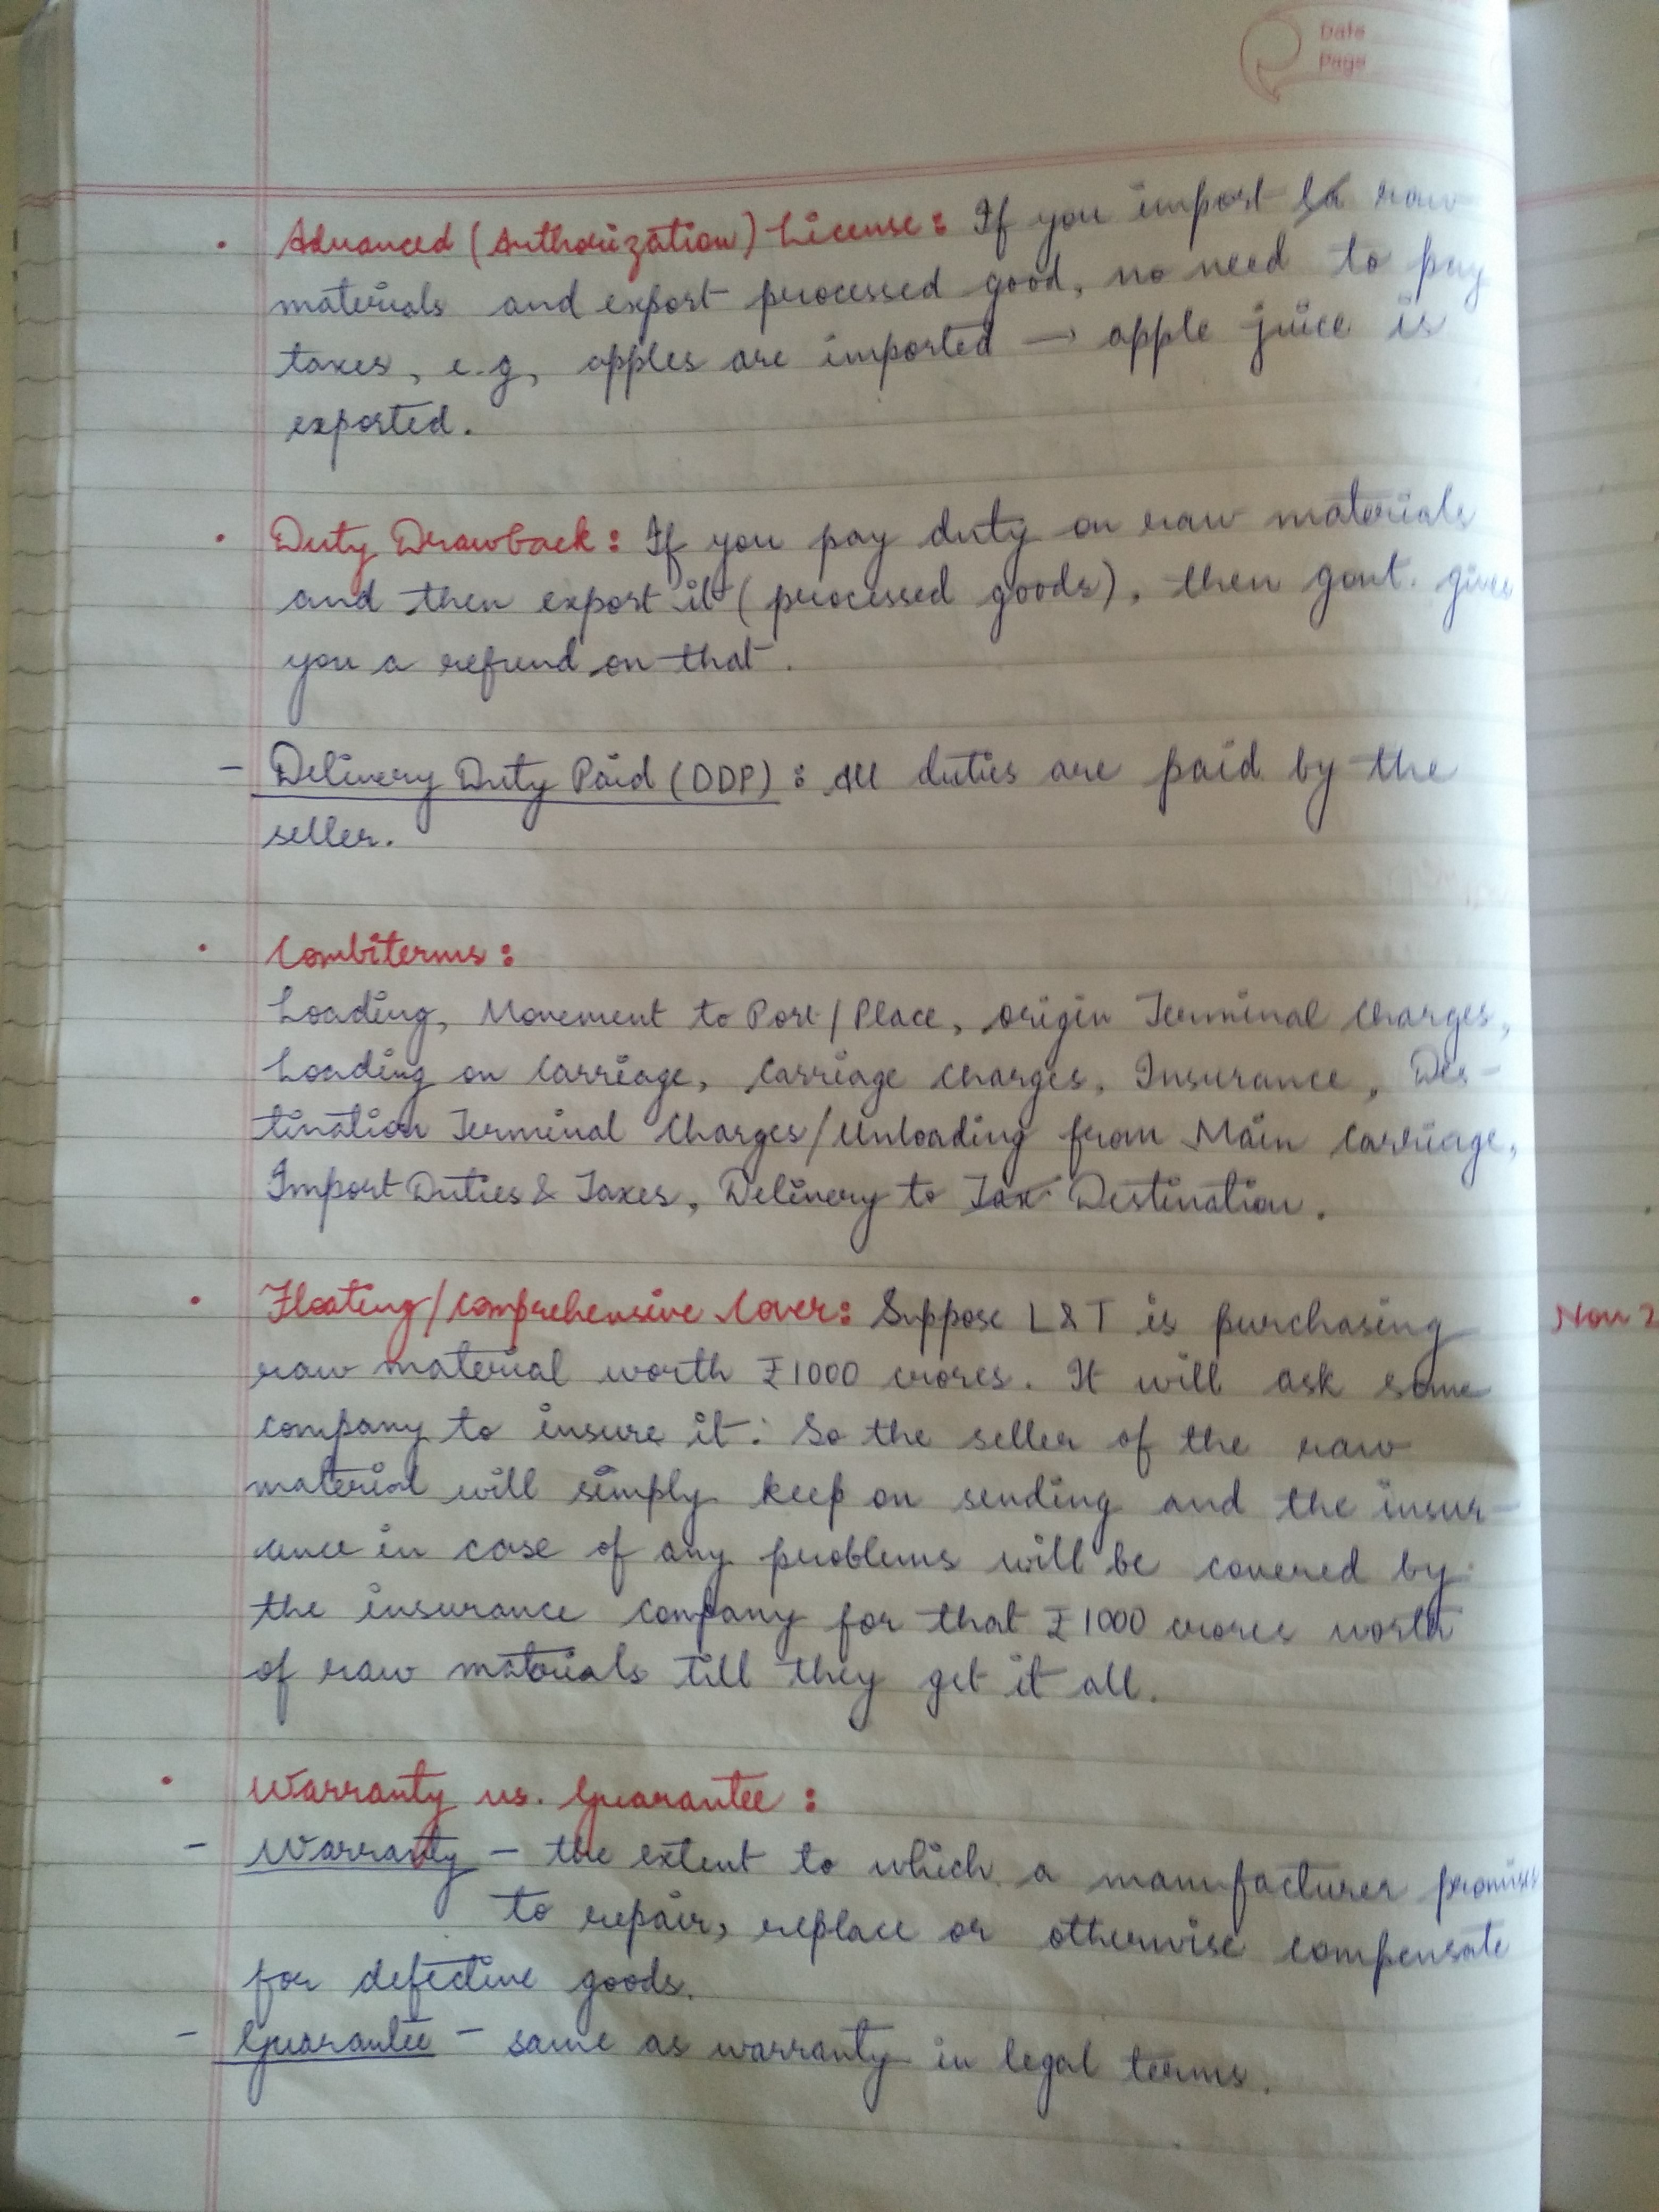 Date
Page
• Advanced (Authorization) License: If you import raw
materials and export processed good, no need to pay
taxes, e.g, apples are imported → apple juice is
exported.
• Duty Drawback: If you pay duty on raw materials
and then export it (processed goods), then govt. gives
you a refund on that.
- Delivery Duty Paid (DDP): All duties are paid by the
seller.
• Combiterms:
Loading, Movement to Port/Place, Origin Terminal Charges,
Loading on Carriage, Carriage Charges, Insurance, Des-
tination Terminal Charges/Unloading from Main Carriage,
Import Duties & Taxes, Delivery to Tax Destination.
• Floating/Comprehensive Cover: Suppose L&T is purchasing
raw material worth ₹1000 crores. It will ask some
company to insure it. So the seller of the raw
material will simply keep on sending and the insur-
ance in case of any problems will be covered by
the insurance company for that ₹1000 crores worth
of raw materials till they get it all.
Nov 2
• Warranty vs. Guarantee:
- Warranty - the extent to which a manufacturer promises
to repair, replace or otherwise compensate
for defective goods.
- Guarantee - same as warranty in legal terms.